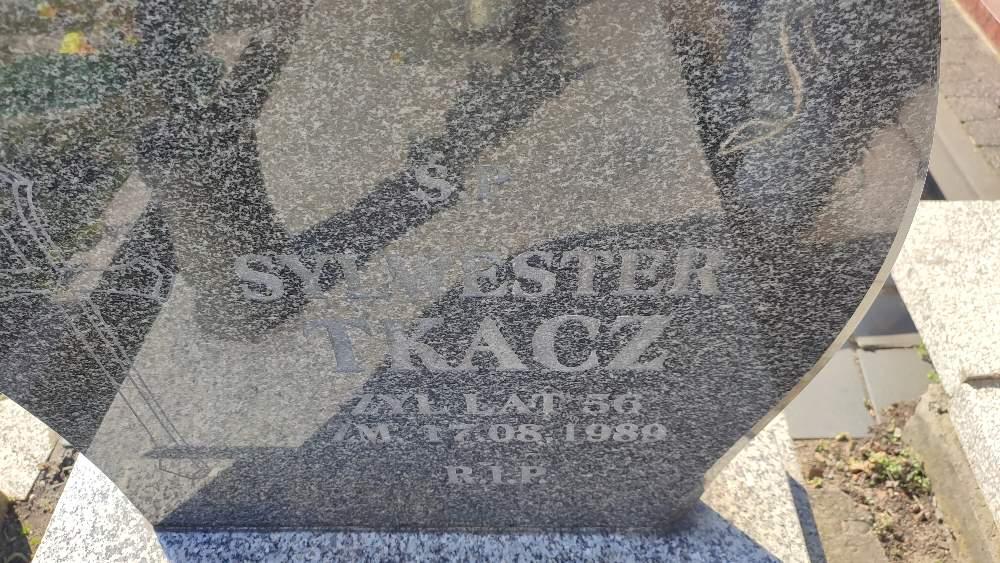 Ś.P.
SYLWESTER
TKACZ
ŻYŁ LAT 56
ZM. 17.08.1989
R.I.P.